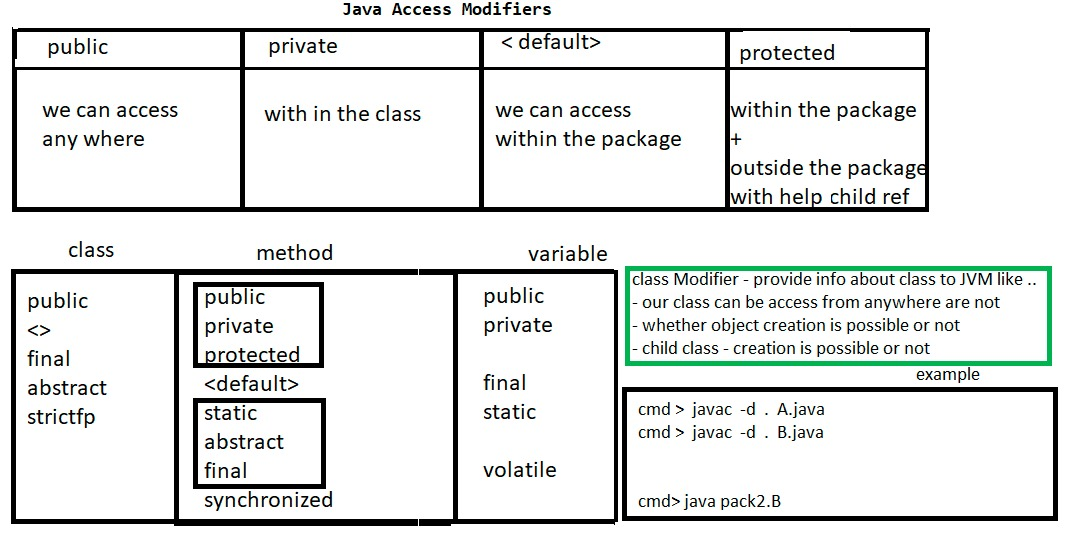 Java Access Modifiers
public private < default> protected
we can access
any where
with in the class
we can access
within the package
within the package
+
outside the package
with help child ref
class method variable
public
<>
final
abstract
strictfp
public
private
protected
<default>
static
abstract
final
synchronized
public
private
final
static
volatile
class Modifier - provide info about class to JVM like ..
- our class can be access from anywhere are not
- whether object creation is possible or not
- child class - creation is possible or not
example
cmd > javac -d . A.java
cmd > javac -d . B.java
cmd> java pack2.B